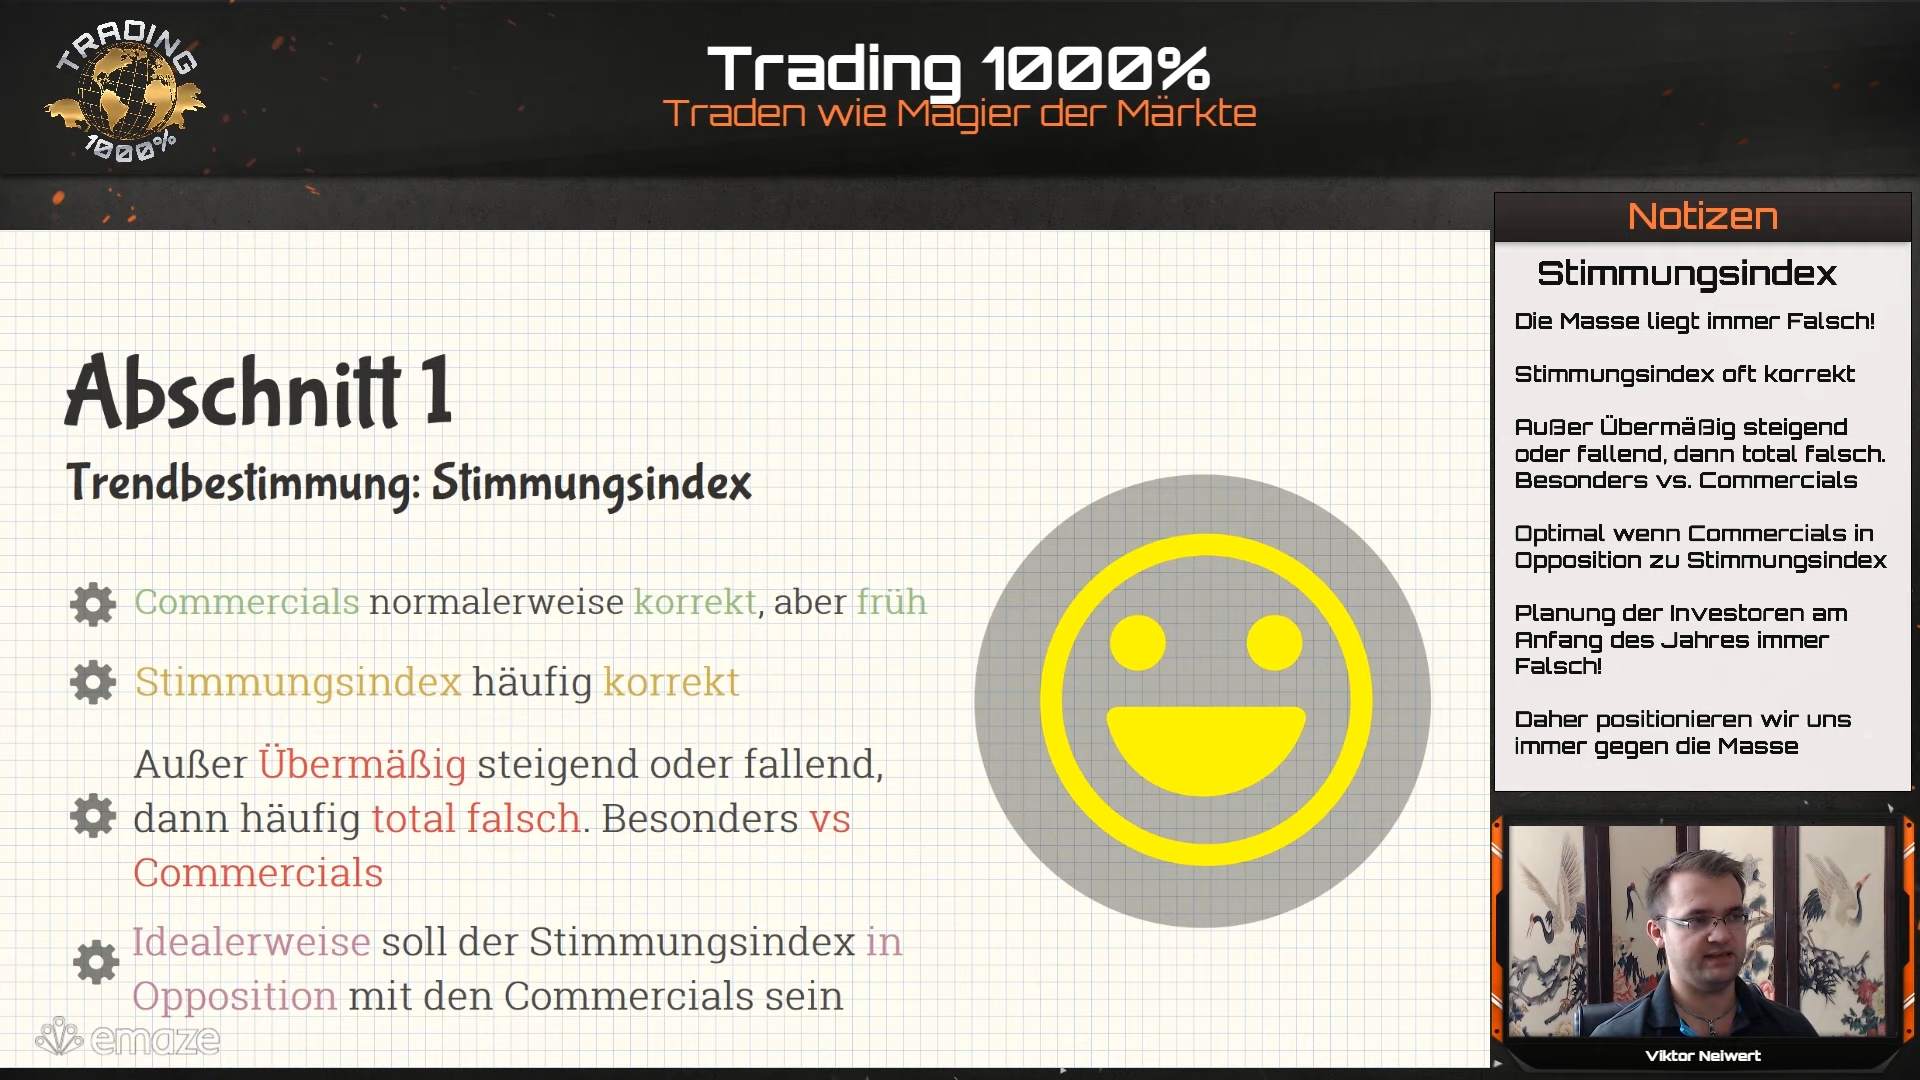 TRADING
1000%
Trading 1000%
Traden wie Magier der Märkte
Abschnitt 1
Trendbestimmung: Stimmungsindex
Commercials normalerweise korrekt, aber früh
Stimmungsindex häufig korrekt
Außer Übermäßig steigend oder fallend,
dann häufig total falsch. Besonders vs
Commercials
Idealerweise soll der Stimmungsindex in
Opposition mit den Commercials sein
emaze
Notizen
Stimmungsindex
Die Masse liegt immer Falsch!
Stimmungsindex oft korrekt
Außer Übermäßig steigend
oder fallend, dann total falsch.
Besonders vs. Commercials
Optimal wenn Commercials in
Opposition zu Stimmungsindex
Planung der Investoren am
Anfang des Jahres immer
Falsch!
Daher positionieren wir uns
immer gegen die Masse
Viktor Neiwert